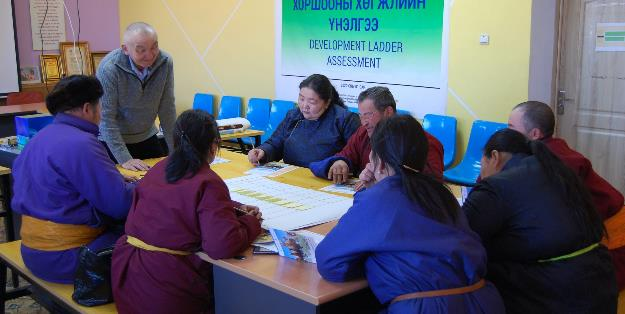 ХОРШООНЫ ХӨГЖЛИЙН
ҮНЭЛГЭЭ
DEVELOPMENT LADDER
ASSESSMENT